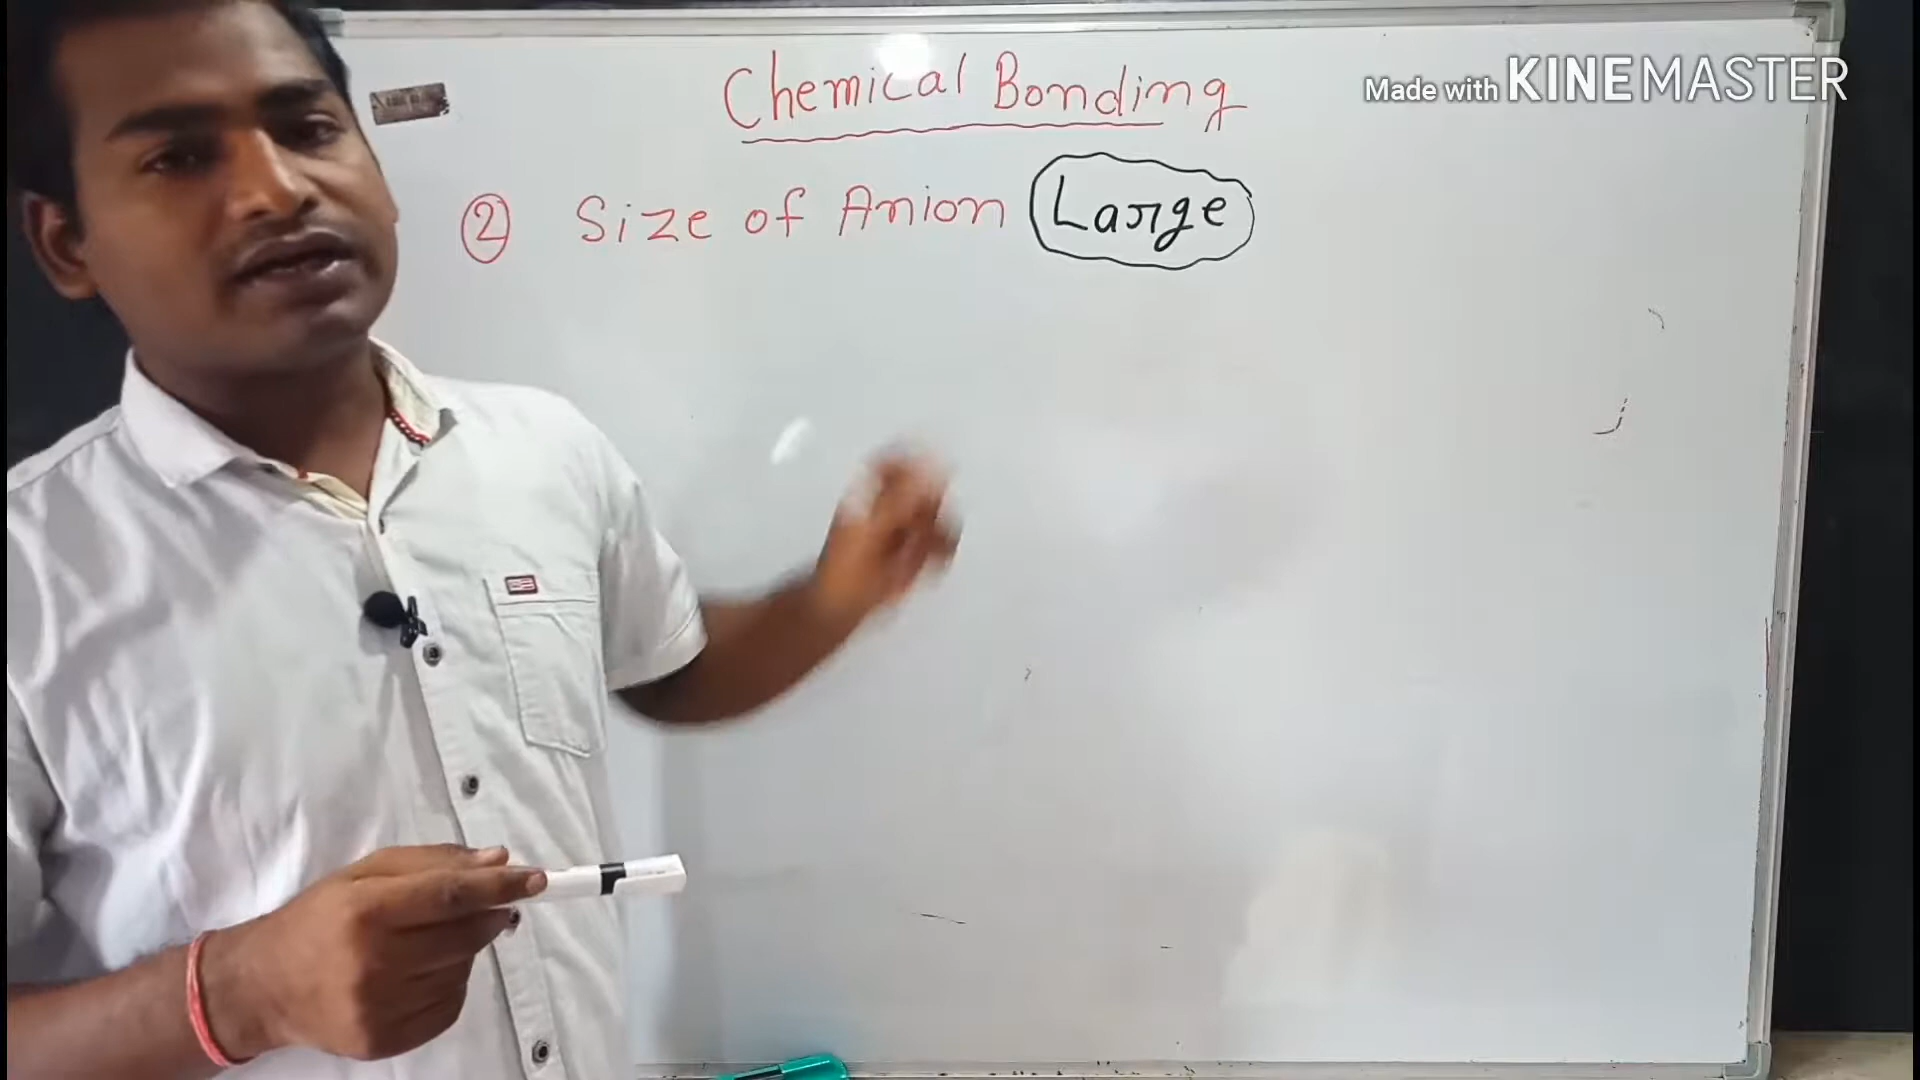 Chemical Bonding
Made with KINEMASTER
② Size of Anion Large